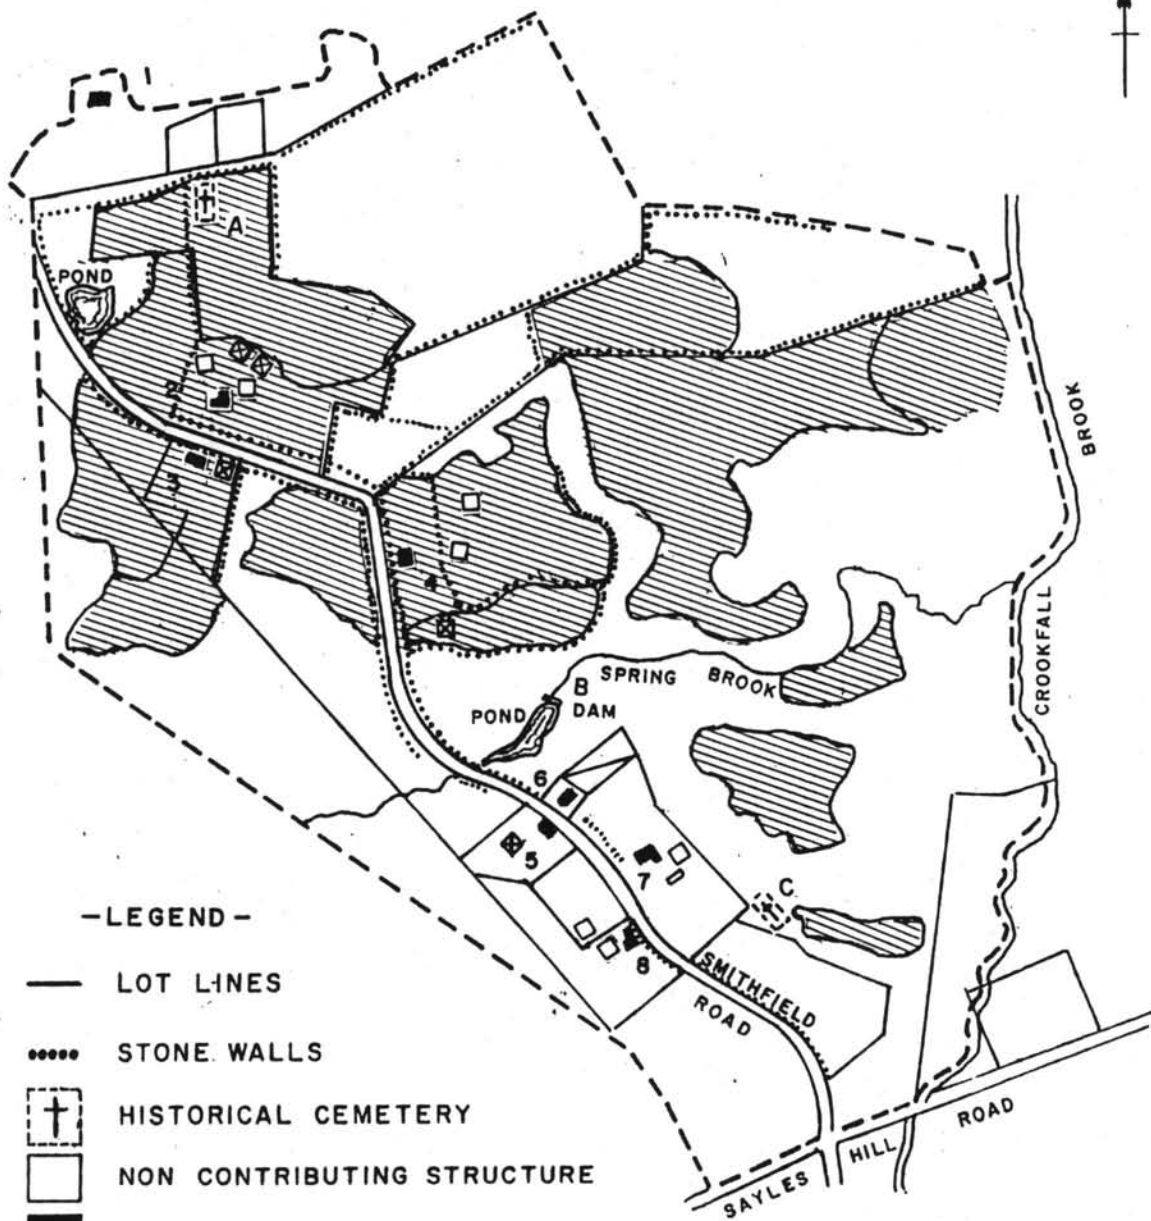 A
POND
2
1
3
4
BROOK
CROOKFALL
SPRING BROOK
B
POND DAM
6
5
7
C
8
SMITHFIELD
ROAD
- LEGEND -
LOT LINES
STONE WALLS
HISTORICAL CEMETERY
NON CONTRIBUTING STRUCTURE
SAYLES HILL ROAD